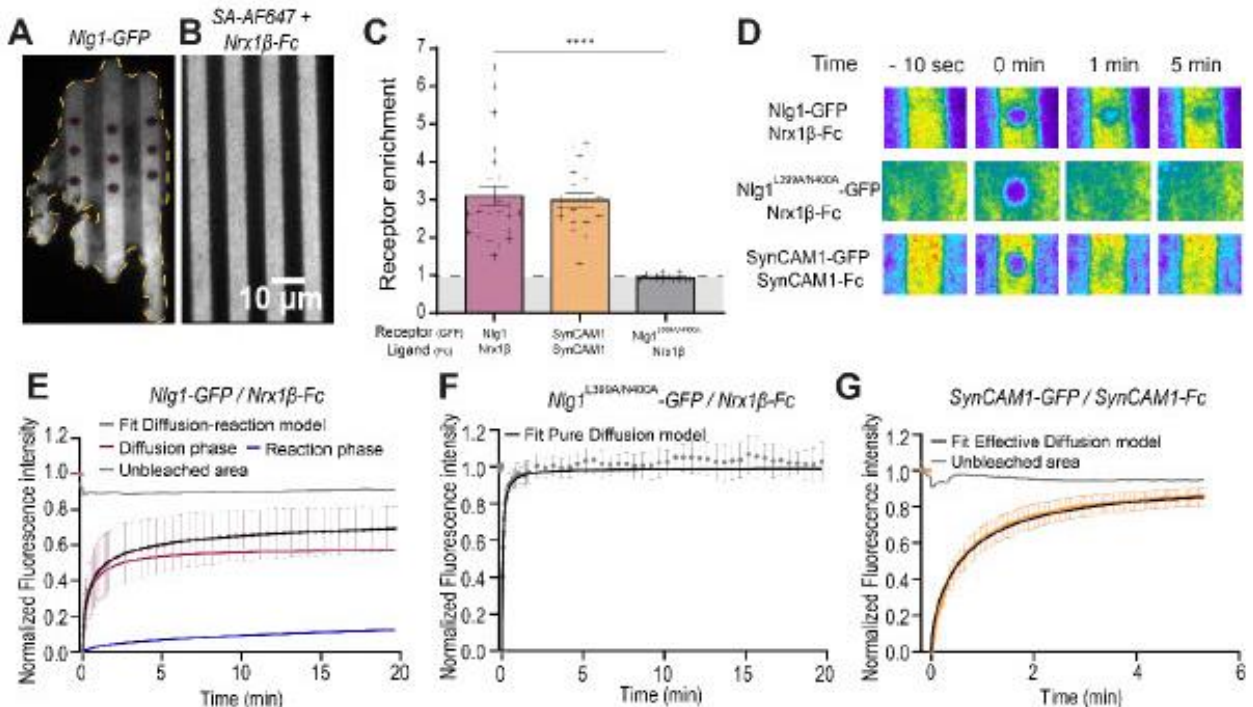 A
Nlg1-GFP
B
SA-AF647 +
Nrx1β-Fc
10 µm
C
****
Receptor enrichment
7
6
5
4
3
2
1
0
Receptor (GFP)
Ligand (Fc)
Nlg1
Nrx1β
SynCAM1
SynCAM1
Nlg1
Nrx1β
D
Time
- 10 sec
0 min
1 min
5 min
Nlg1-GFP
Nrx1β-Fc
Nlg1L399A/N400A-GFP
Nrx1β-Fc
SynCAM1-GFP
SynCAM1-Fc
E
Nlg1-GFP / Nrx1β-Fc
Fit Diffusion-reaction model
Diffusion phase
Reaction phase
Unbleached area
Normalized Fluorescence intensity
1.2
1.0
0.8
0.6
0.4
0.2
0.0
0
5
10
15
20
Time (min)
F
Nlg1L399A/N400A-GFP / Nrx1β-Fc
Fit Pure Diffusion model
Normalized Fluorescence intensity
1.2
1.0
0.8
0.6
0.4
0.2
0.0
0
5
10
15
20
Time (min)
G
SynCAM1-GFP / SynCAM1-Fc
Fit Effective Diffusion model
Unbleached area
Normalized Fluorescence intensity
1.2
1.0
0.8
0.6
0.4
0.2
0.0
0
2
4
6
Time (min)